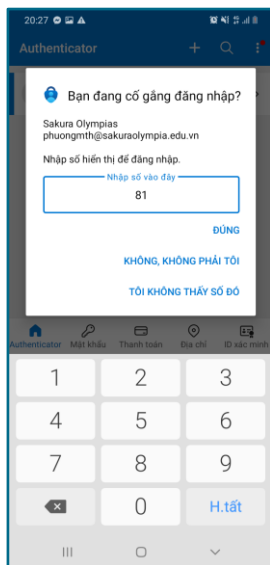 20:27
Authenticator
Bạn đang cố gắng đăng nhập?
Sakura Olympias
phuongmth@sakuraolympia.edu.vn
Nhập số hiển thị để đăng nhập.
Nhập số vào đây
81
ĐÚNG
KHÔNG, KHÔNG PHẢI TÔI
TÔI KHÔNG THẤY SỐ ĐÓ
Authenticator Mật khẩu Thanh toán Địa chỉ ID xác minh
1 2 3
4 5 6
7 8 9
0 H.tất